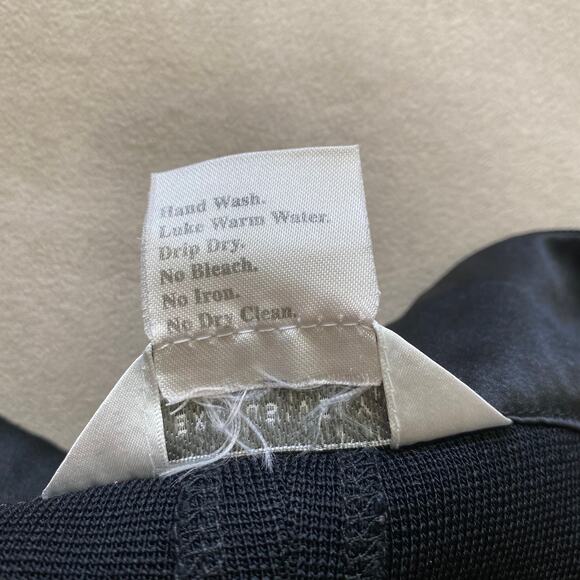 Hand Wash.
Luke Warm Water.
Drip Dry.
No Bleach.
No Iron.
No Dry Clean.